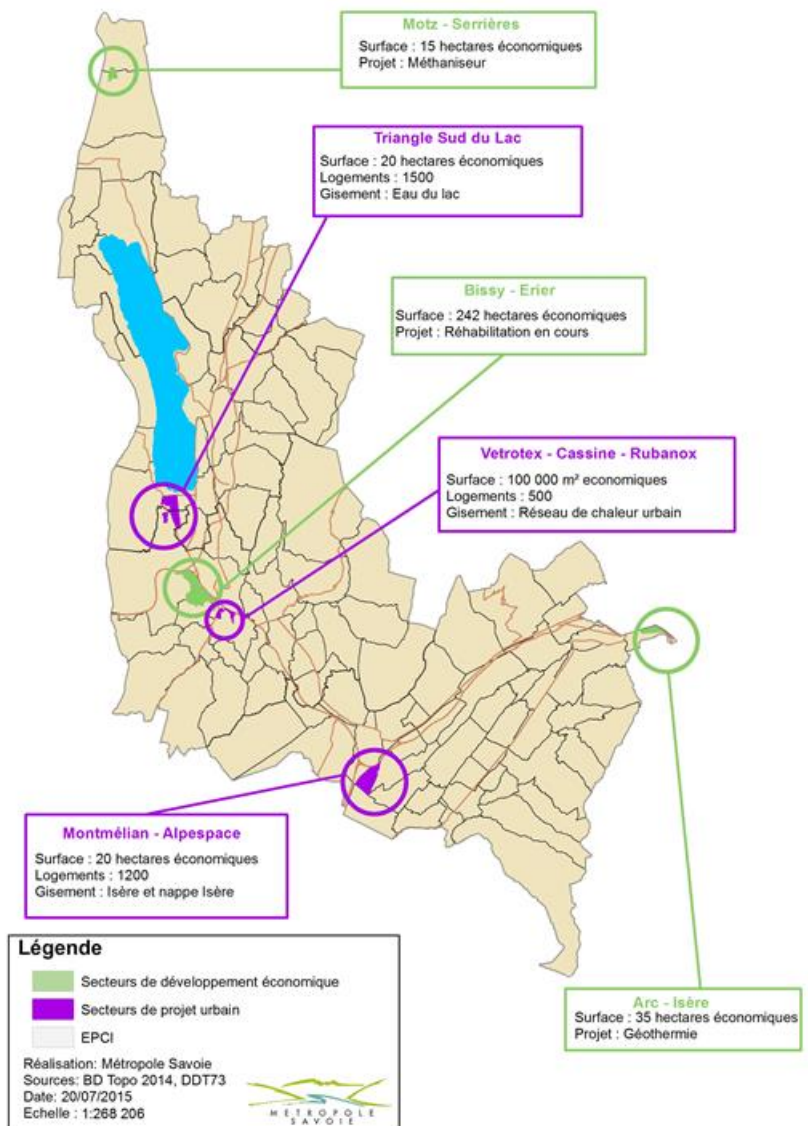 Motz - Serrières
Surface : 15 hectares économiques
Projet : Méthaniseur
Triangle Sud du Lac
Surface : 20 hectares économiques
Logements : 1500
Gisement : Eau du lac
Bissy - Erier
Surface : 242 hectares économiques
Projet : Réhabilitation en cours
Vetrotex - Cassine - Rubanox
Surface : 100 000 m² economiques
Logements : 500
Gisement : Réseau de chaleur urbain
Montmélian - Alpespace
Surface : 20 hectares économiques
Logements : 1200
Gisement : Isère et nappe Isère
Arc - Isère
Surface : 35 hectares économiques
Projet : Géothermie
Légende
Secteurs de développement économique
Secteurs de projet urbain
EPCI
Réalisation: Métropole Savoie
Sources: BD Topo 2014, DDT73
Date: 20/07/2015
Echelle : 1:268 206
METROPOLE
SAVOIE